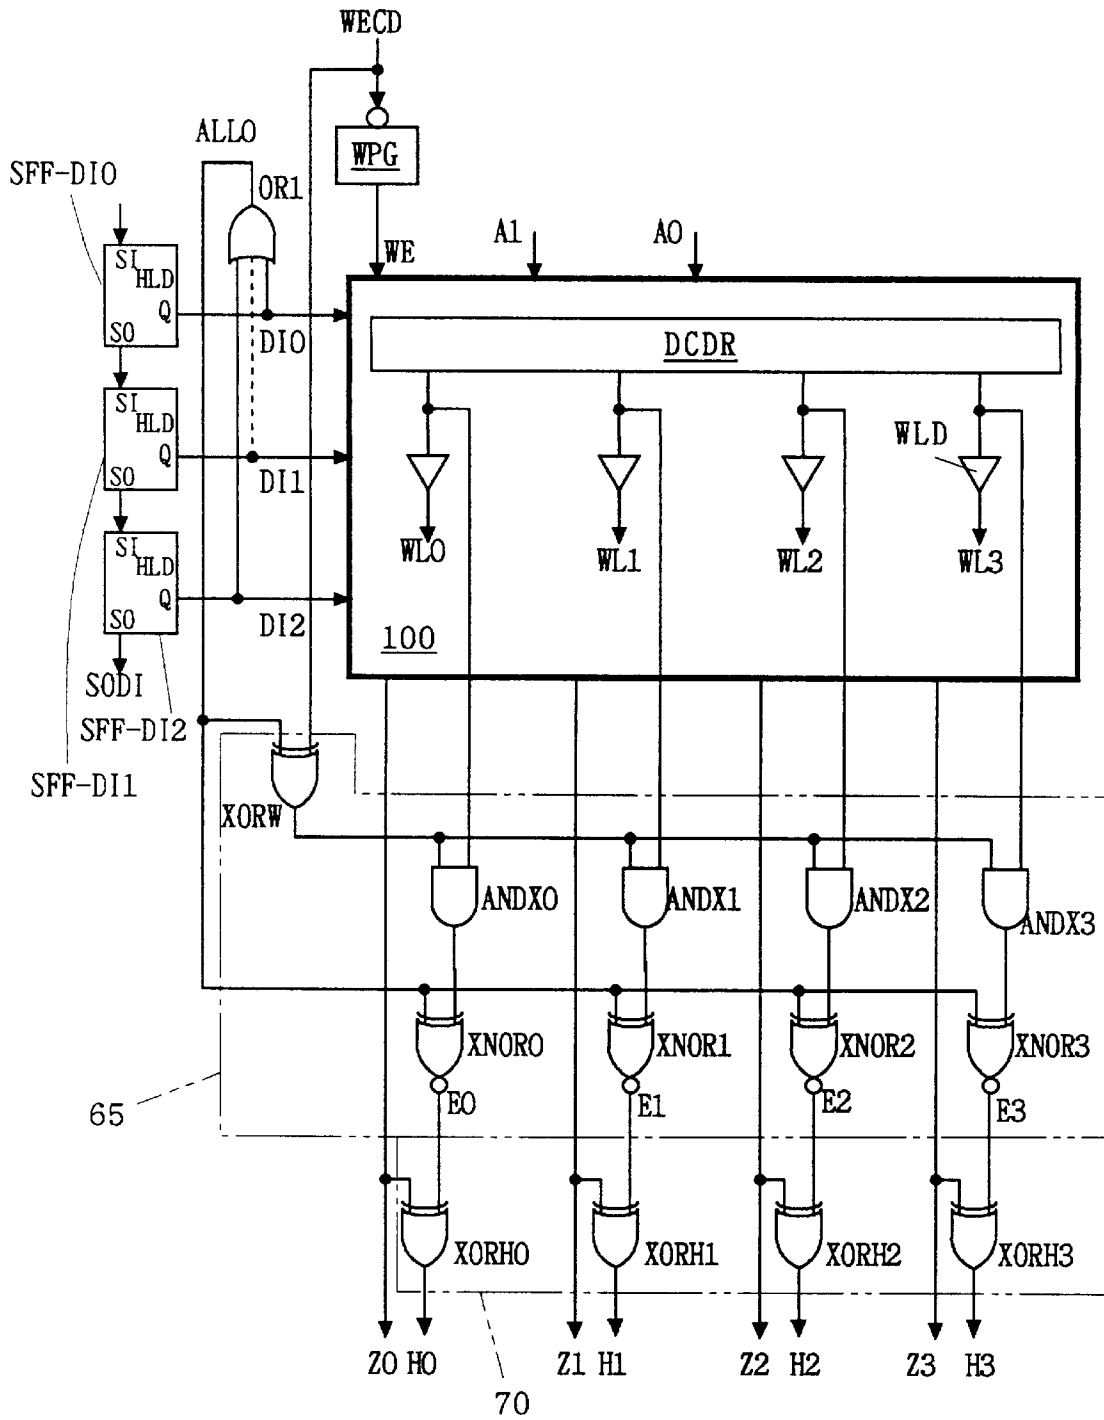 WECD
ALL0
WPG
SFF-DI0
OR1
A1
A0
WE
SI
HLD
Q
SO
DI0
DCDR
SI
HLD
Q
SO
DI1
WLD
SI
HLD
Q
SO
DI2
WL0
WL1
WL2
WL3
100
SODI
SFF-DI2
SFF-DI1
XORW
ANDX0
ANDX1
ANDX2
ANDX3
XNOR0
XNOR1
XNOR2
XNOR3
E0
E1
E2
E3
65
XORH0
XORH1
XORH2
XORH3
Z0 H0
Z1 H1
Z2 H2
Z3 H3
70